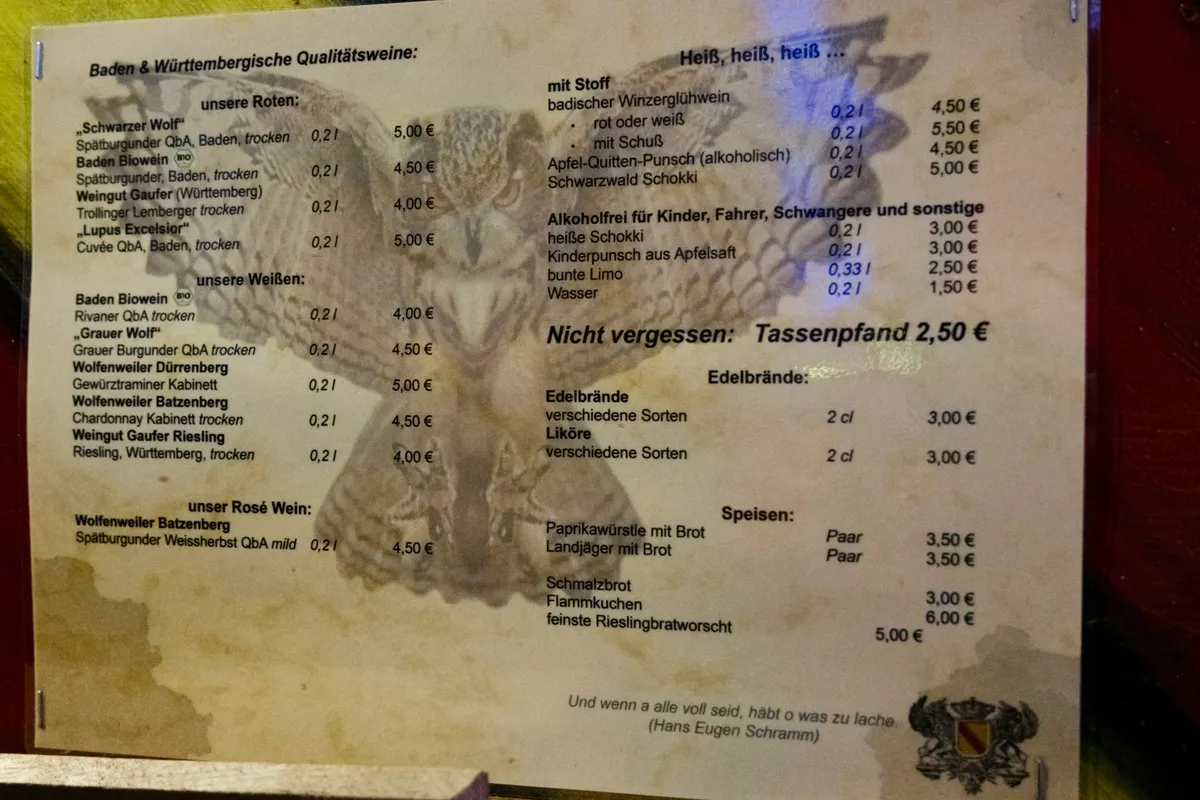 Baden & Württembergische Qualitätsweine:
unsere Roten:
„Schwarzer Wolf“
Spätburgunder QbA, Baden, trocken 0,2 l 5,00 €
Baden Biowein BIO
Spätburgunder, Baden, trocken 0,2 l 4,50 €
Weingut Gaufer (Württemberg)
Trollinger Lemberger trocken 0,2 l 4,00 €
„Lupus Excelsior“
Cuvée QbA, Baden, trocken 0,2 l 5,00 €
unsere Weißen:
Baden Biowein BIO
Rivaner QbA trocken 0,2 l 4,00 €
„Grauer Wolf“
Grauer Burgunder QbA trocken 0,2 l 4,50 €
Wolfenweiler Dürrenberg
Gewürztraminer Kabinett 0,2 l 5,00 €
Wolfenweiler Batzenberg
Chardonnay Kabinett trocken 0,2 l 4,50 €
Weingut Gaufer Riesling
Riesling, Württemberg, trocken 0,2 l 4,00 €
unser Rosé Wein:
Wolfenweiler Batzenberg
Spätburgunder Weissherbst QbA mild 0,2 l 4,50 €
Heiß, heiß, heiß ...
mit Stoff
badischer Winzerglühwein
• rot oder weiß 0,2 l 4,50 €
• mit Schuß 0,2 l 5,50 €
Apfel-Quitten-Punsch (alkoholisch) 0,2 l 4,50 €
Schwarzwald Schokki 0,2 l 5,00 €
Alkoholfrei für Kinder, Fahrer, Schwangere und sonstige
heiße Schokki 0,2 l 3,00 €
Kinderpunsch aus Apfelsaft 0,2 l 3,00 €
bunte Limo 0,33 l 2,50 €
Wasser 0,2 l 1,50 €
Nicht vergessen: Tassenpfand 2,50 €
Edelbrände:
Edelbrände
verschiedene Sorten 2 cl 3,00 €
Liköre
verschiedene Sorten 2 cl 3,00 €
Speisen:
Paprikawürstle mit Brot Paar 3,50 €
Landjäger mit Brot Paar 3,50 €
Schmalzbrot 3,00 €
Flammkuchen 6,00 €
feinste Rieslingbratworscht 5,00 €
Und wenn a alle voll seid, häbt o was zu lache.
(Hans Eugen Schramm)